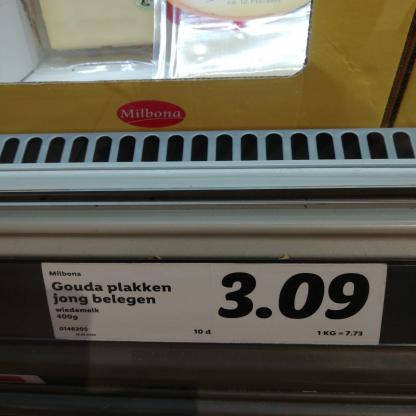 Milbona
Milbona
Gouda plakken
jong belegen
weidemelk
400g
0146205
10 d
3.09
1 KG = 7.73